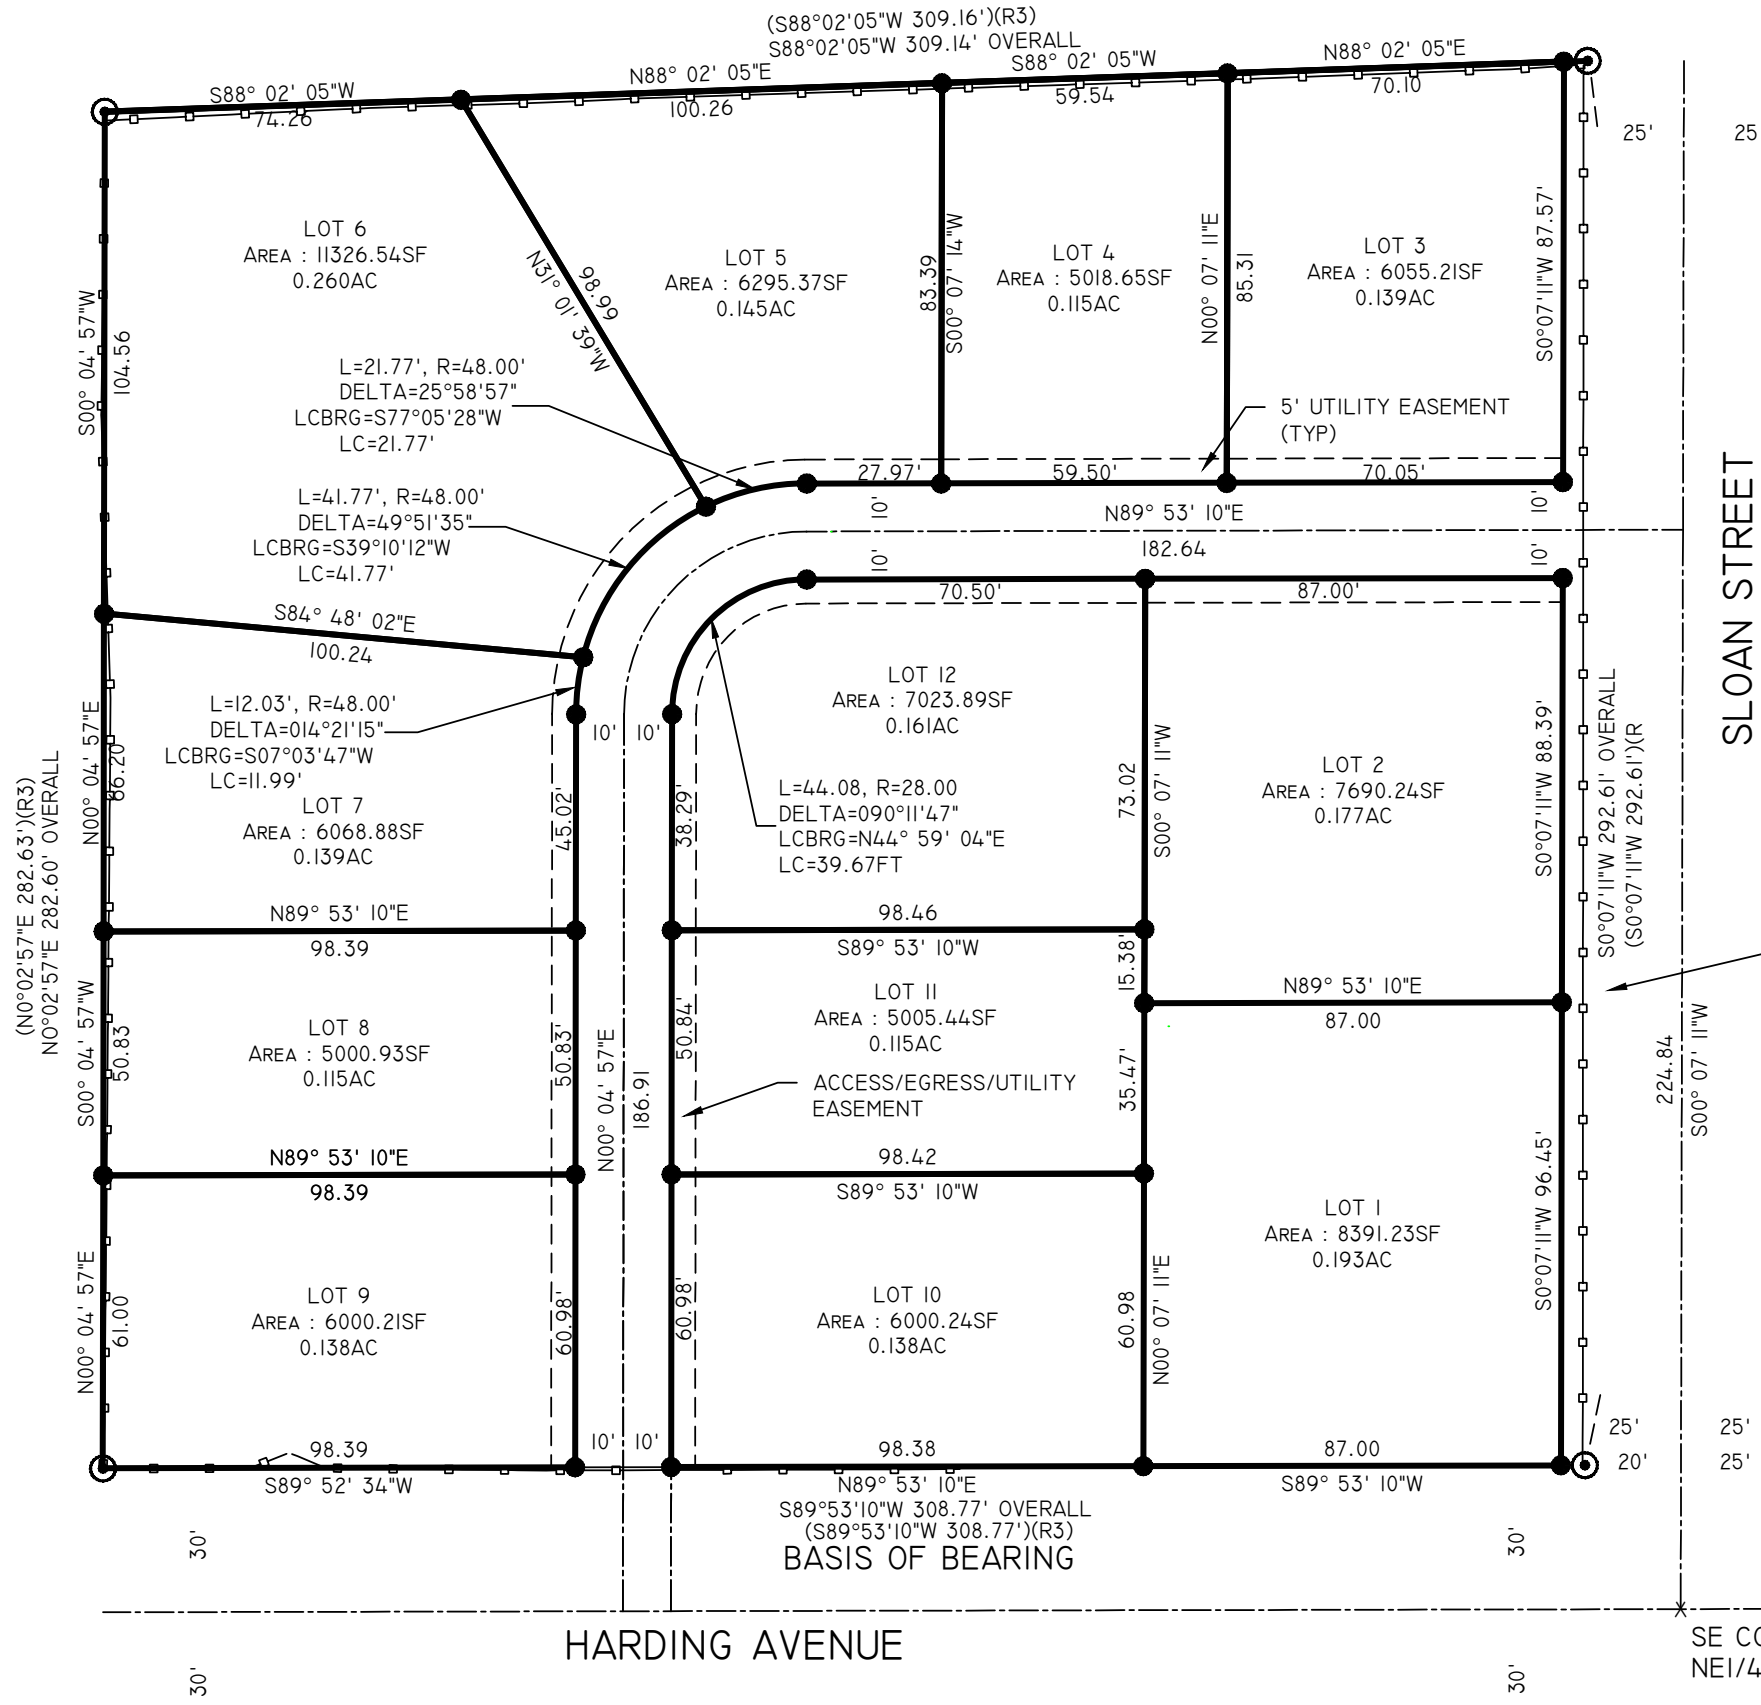 (S88°02'05"W 309.16')(R3)
S88°02'05"W 309.14' OVERALL
S88° 02' 05"W
74.26
N88° 02' 05"E
100.26
S88° 02' 05"W
59.54
N88° 02' 05"E
70.10
25'
25
LOT 6
AREA : 11326.54SF
0.260AC
LOT 5
AREA : 6295.37SF
0.145AC
LOT 4
AREA : 5018.65SF
0.115AC
LOT 3
AREA : 6055.21SF
0.139AC
S00° 04' 57"W
104.56
98.99
N31° 01' 39"W
83.39
S00° 07' 14"W
N00° 07' 11"E
85.31
S0°07'11"W 87.57'
L=21.77', R=48.00'
DELTA=25°58'57"
LCBRG=S77°05'28"W
LC=21.77'
5' UTILITY EASEMENT
(TYP)
L=41.77', R=48.00'
DELTA=49°51'35"
LCBRG=S39°10'12"W
LC=41.77'
27.97'
59.50'
70.05'
10'
10'
N89° 53' 10"E
182.64
10'
10'
70.50'
87.00'
SLOAN STREET
S84° 48' 02"E
100.24
L=12.03', R=48.00'
DELTA=014°21'15"
LCBRG=S07°03'47"W
LC=11.99'
LOT 7
AREA : 6068.88SF
0.139AC
N00° 04' 57"E
66.20
(N0°02'57"E 282.63')(R3)
N0°02'57"E 282.60' OVERALL
10'
10'
45.02'
38.29'
LOT 12
AREA : 7023.89SF
0.161AC
L=44.08, R=28.00
DELTA=090°11'47"
LCBRG=N44° 59' 04"E
LC=39.67FT
73.02
S00° 07' 11"W
LOT 2
AREA : 7690.24SF
0.177AC
S0°07'11"W 88.39'
S0°07'11"W 292.61' OVERALL
(S0°07'11"W 292.61')(R
N89° 53' 10"E
98.39
98.46
S89° 53' 10"W
15.38'
N89° 53' 10"E
87.00
S00° 04' 57"W
50.83
LOT 8
AREA : 5000.93SF
0.115AC
50.83'
N00° 04' 57"E
186.91
50.84'
LOT 11
AREA : 5005.44SF
0.115AC
ACCESS/EGRESS/UTILITY
EASEMENT
35.47'
224.84
S00° 07' 11"W
N89° 53' 10"E
98.39
98.42
S89° 53' 10"W
N00° 04' 57"E
61.00
LOT 9
AREA : 6000.21SF
0.138AC
60.98'
60.98'
LOT 10
AREA : 6000.24SF
0.138AC
60.98
N00° 07' 11"E
LOT 1
AREA : 8391.23SF
0.193AC
S0°07'11"W 96.45'
98.39
S89° 52' 34"W
10'
10'
98.38
N89° 53' 10"E
87.00
S89° 53' 10"W
25'
20'
25'
25'
S89°53'10"W 308.77' OVERALL
(S89°53'10"W 308.77')(R3)
BASIS OF BEARING
30'
30'
HARDING AVENUE
30'
30'
SE CO
NE1/4